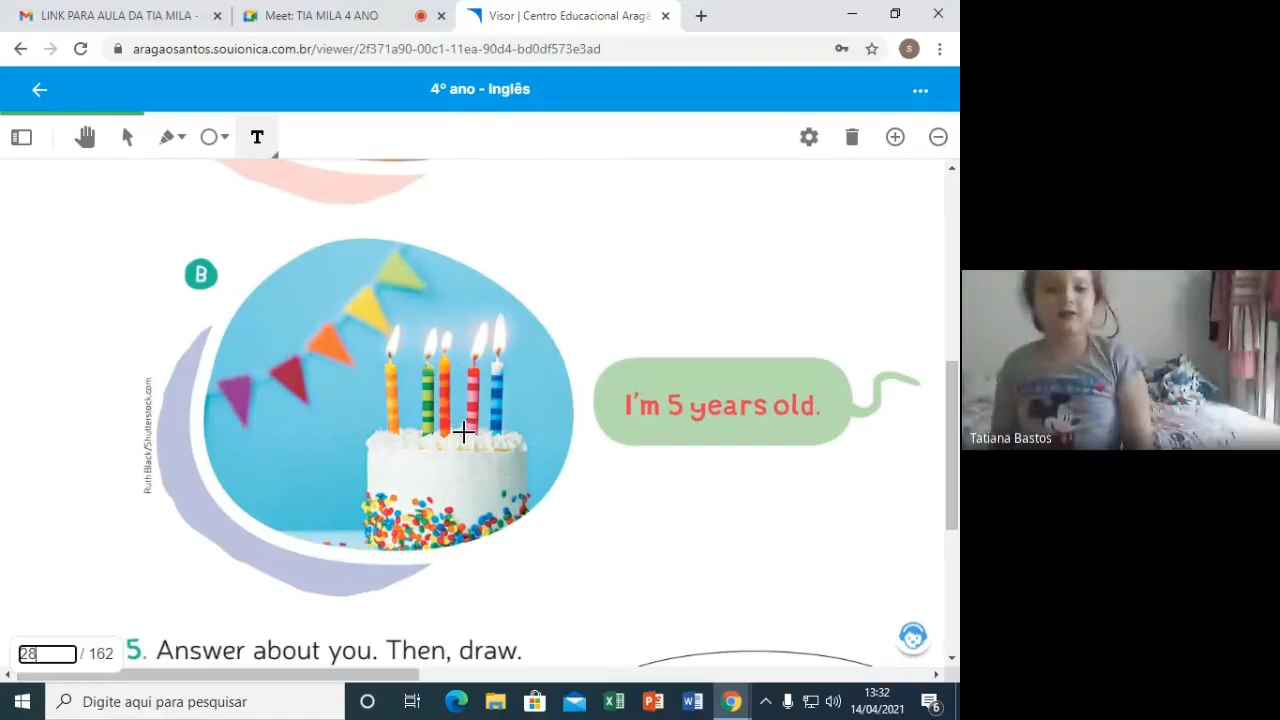 LINK PARA AULA DA TIA MILA -
Meet: TIA MILA 4 ANO
Visor | Centro Educacional Aragã
aragaosantos.souionica.com.br/viewer/2f371a90-00c1-11ea-90d4-bd0df573e3ad
S
4º ano - Inglês
T
B
Ruth Black/Shutterstock.com
I'm 5 years old.
Tatiana Bastos
28 / 162
5. Answer about you. Then, draw.
Digite aqui para pesquisar
13:32
14/04/2021
6